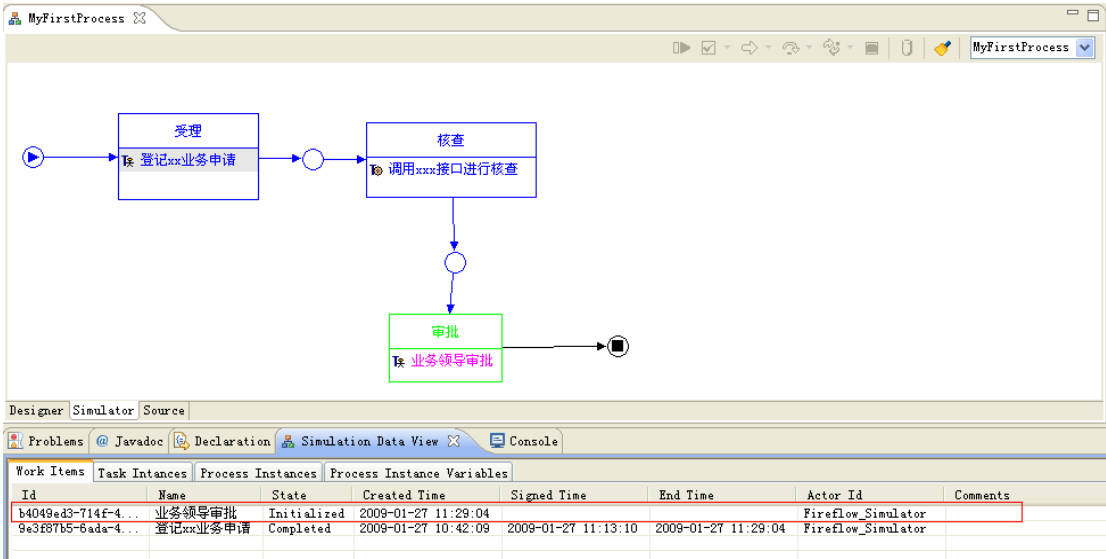 MyFirstProcess
MyFirstProcess
受理
登记xx业务申请
核查
调用xxx接口进行核查
审批
业务领导审批
Designer Simulator Source
Problems @ Javadoc Declaration Simulation Data View Console
Work Items Task Intances Process Instances Process Instance Variables
Id Name State Created Time Signed Time End Time Actor Id Comments
b4049ed3-714f-4... 业务领导审批 Initialized 2009-01-27 11:29:04 Fireflow_Simulator
9e3f87b5-6ada-4... 登记xx业务申请 Completed 2009-01-27 10:42:09 2009-01-27 11:13:10 2009-01-27 11:29:04 Fireflow_Simulator